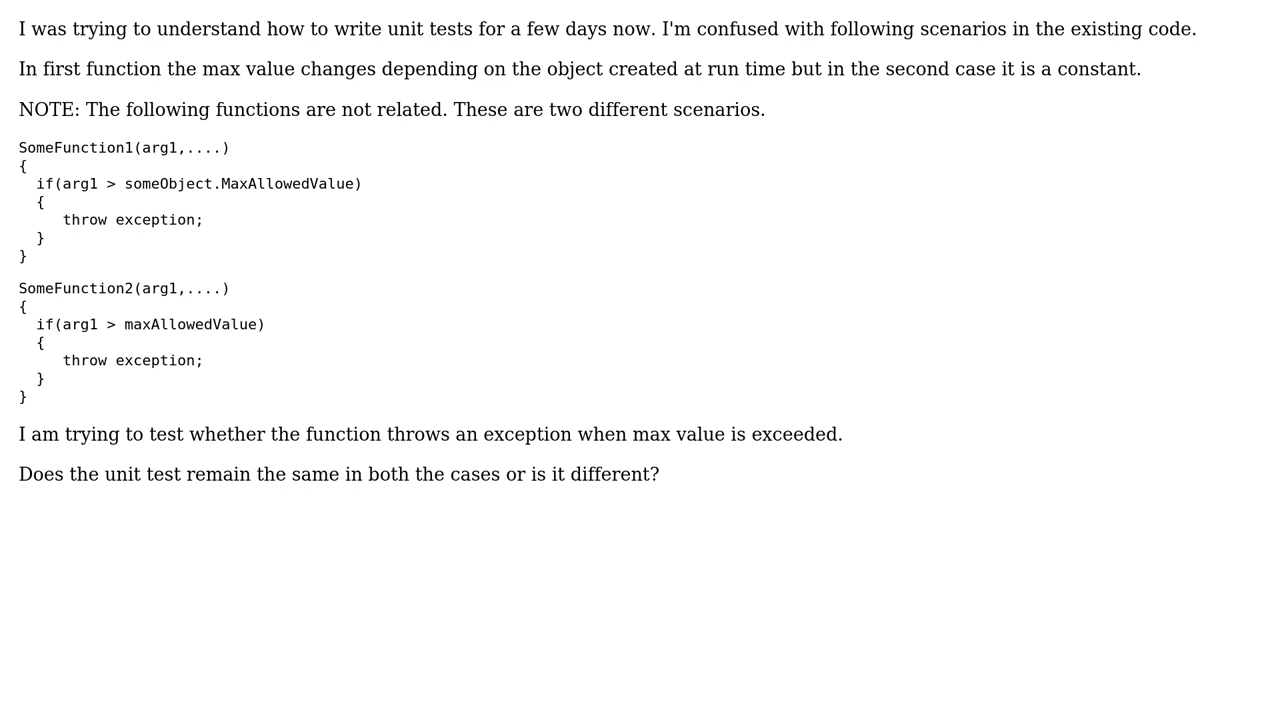 I was trying to understand how to write unit tests for a few days now. I'm confused with following scenarios in the existing code.
In first function the max value changes depending on the object created at run time but in the second case it is a constant.
NOTE: The following functions are not related. These are two different scenarios.
SomeFunction1(arg1,....)
{
  if(arg1 > someObject.MaxAllowedValue)
  {
     throw exception;
  }
}
SomeFunction2(arg1,....)
{
  if(arg1 > maxAllowedValue)
  {
     throw exception;
  }
}
I am trying to test whether the function throws an exception when max value is exceeded.
Does the unit test remain the same in both the cases or is it different?